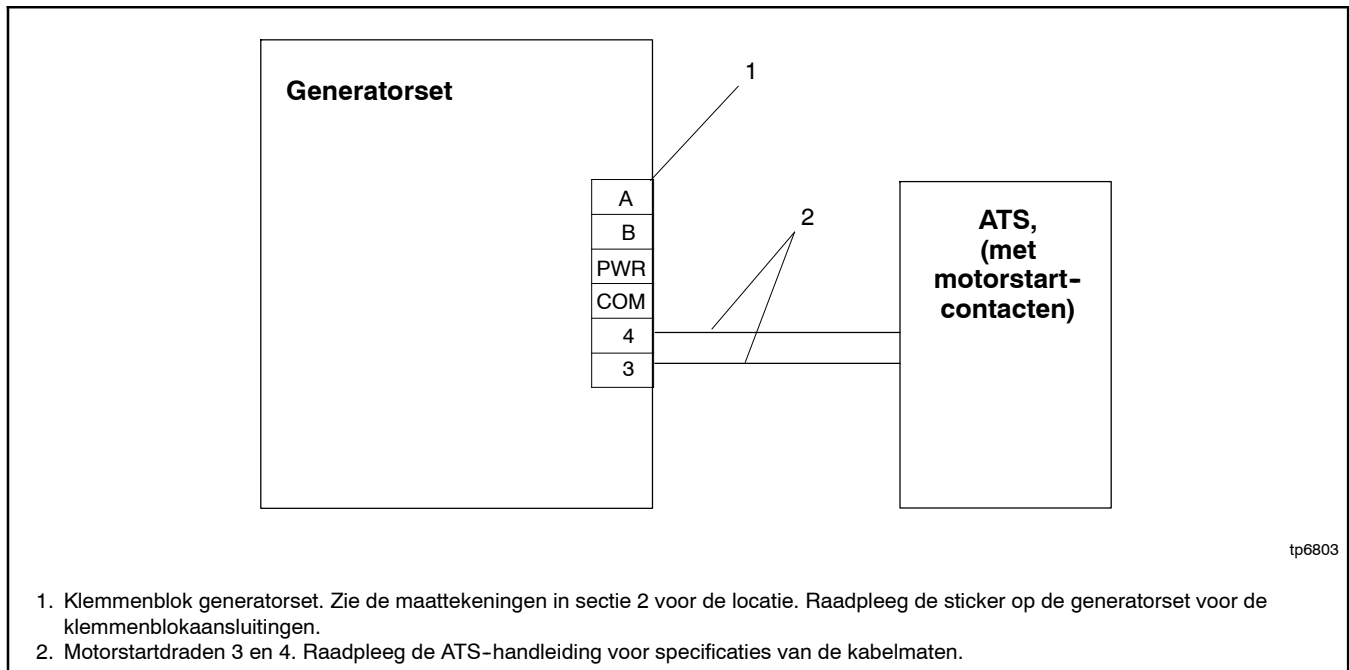 Generatorset
1
A
B
PWR
COM
4
3
2
ATS,
(met
motorstart-
contacten)
tp6803
1. Klemmenblok generatorset. Zie de maattekeningen in sectie 2 voor de locatie. Raadpleeg de sticker op de generatorset voor de
klemmenblokaansluitingen.
2. Motorstartdraden 3 en 4. Raadpleeg de ATS-handleiding voor specificaties van de kabelmaten.